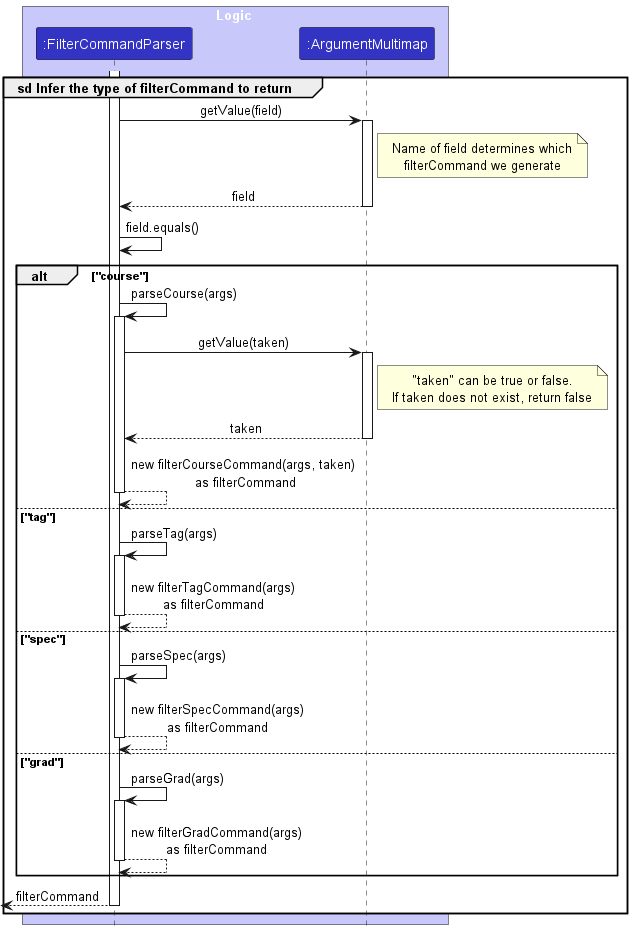 Logic
:FilterCommandParser
:ArgumentMultimap
sd Infer the type of filterCommand to return
getValue(field)
Name of field determines which
filterCommand we generate
field
field.equals()
alt
["course"]
parseCourse(args)
getValue(taken)
"taken" can be true or false.
If taken does not exist, return false
taken
new filterCourseCommand(args, taken)
as filterCommand
["tag"]
parseTag(args)
new filterTagCommand(args)
as filterCommand
["spec"]
parseSpec(args)
new filterSpecCommand(args)
as filterCommand
["grad"]
parseGrad(args)
new filterGradCommand(args)
as filterCommand
filterCommand